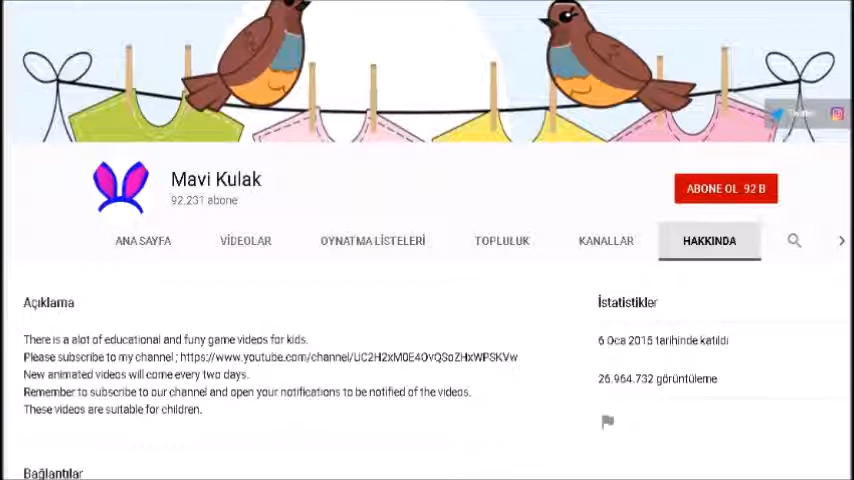 Twitter
Mavi Kulak
92.231 abone
ABONE OL 92 B
ANA SAYFA VİDEOLAR OYNATMA LİSTELERİ TOPLULUK KANALLAR HAKKINDA
Açıklama
İstatistikler
There is a alot of educational and funy game videos for kids.
Please subscribe to my channel ; https://www.youtube.com/channel/UC2H2xM0E4OvQSoZHxWPSKVw
New animated videos will come every two days.
Remember to subscribe to our channel and open your notifications to be notified of the videos.
These videos are suitable for children.
6 Oca 2015 tarihinde katıldı
26.964.732 görüntüleme
Bağlantılar